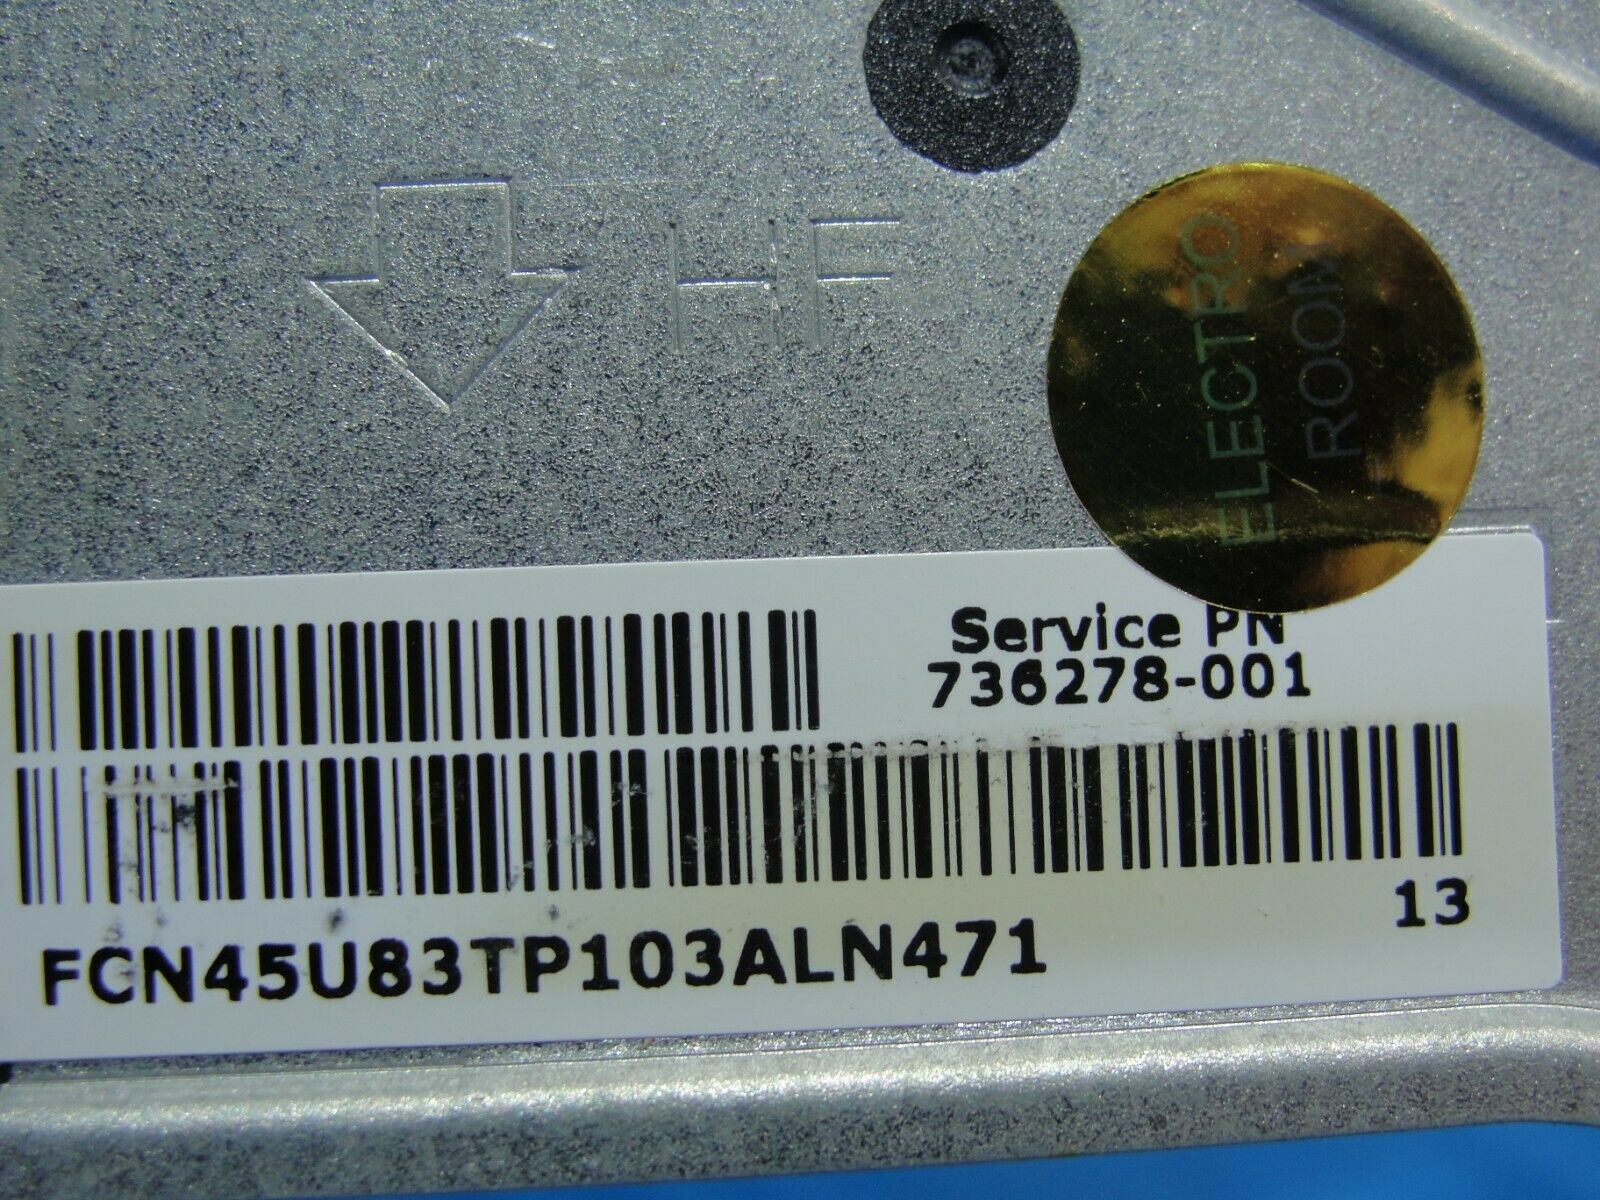 HF
ELECTRO
ROOM
Service PN
736278-001
13
FCN45U83TP103ALN471